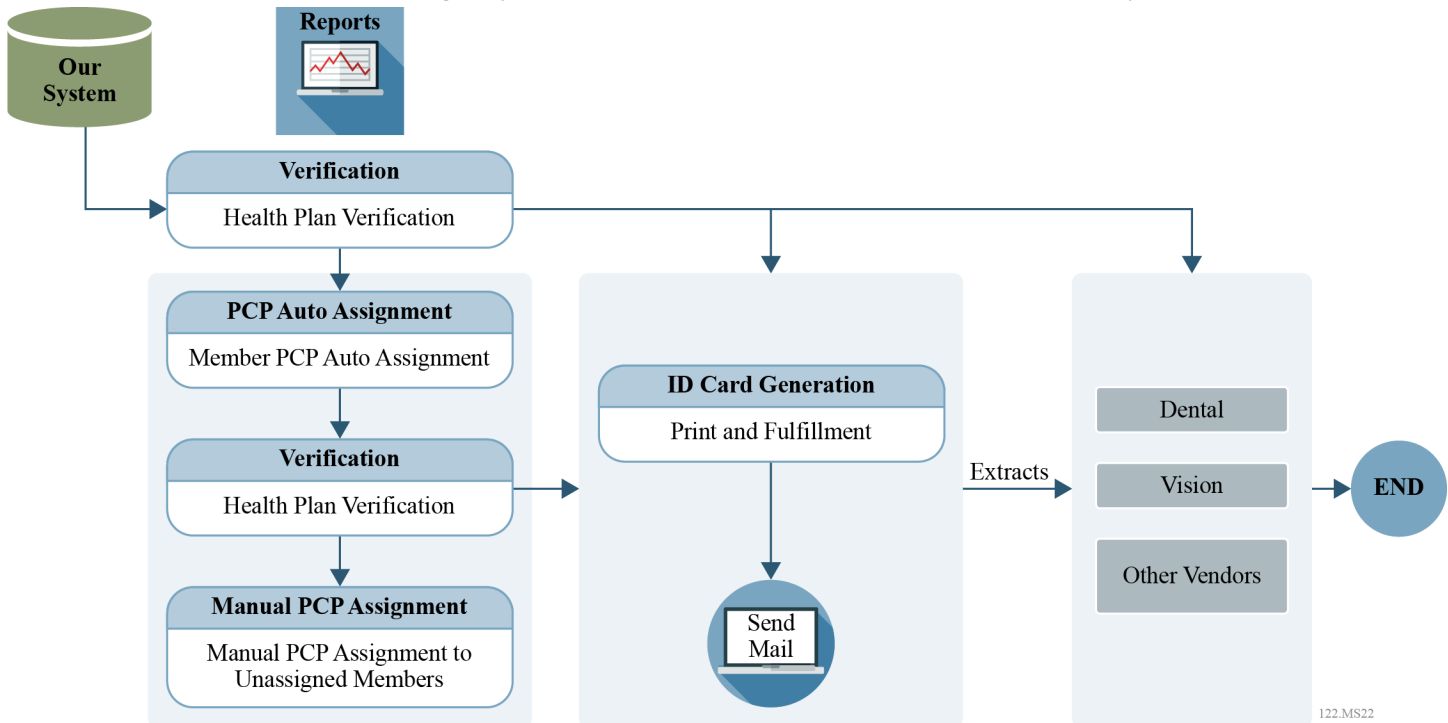 Our
System
Reports
Verification
Health Plan Verification
PCP Auto Assignment
Member PCP Auto Assignment
Verification
Health Plan Verification
Manual PCP Assignment
Manual PCP Assignment to
Unassigned Members
ID Card Generation
Print and Fulfillment
Send
Mail
Extracts
Dental
Vision
Other Vendors
END
122.MS22